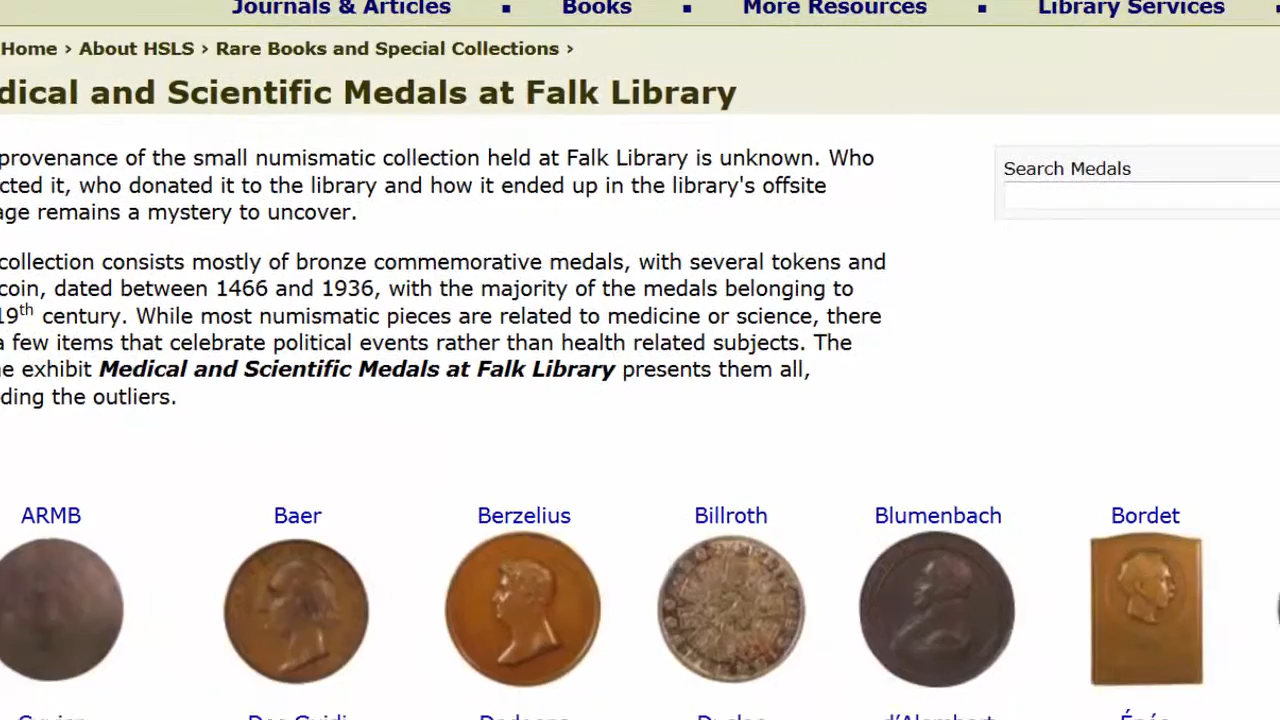 Journals & Articles ▪ Books ▪ More Resources ▪ Library Services
Home › About HSLS › Rare Books and Special Collections ›
dical and Scientific Medals at Falk Library
provenance of the small numismatic collection held at Falk Library is unknown. Who
cted it, who donated it to the library and how it ended up in the library's offsite
age remains a mystery to uncover.
Search Medals
collection consists mostly of bronze commemorative medals, with several tokens and
coin, dated between 1466 and 1936, with the majority of the medals belonging to
19th century. While most numismatic pieces are related to medicine or science, there
a few items that celebrate political events rather than health related subjects. The
e exhibit Medical and Scientific Medals at Falk Library presents them all,
ding the outliers.
ARMB Baer Berzelius Billroth Blumenbach Bordet